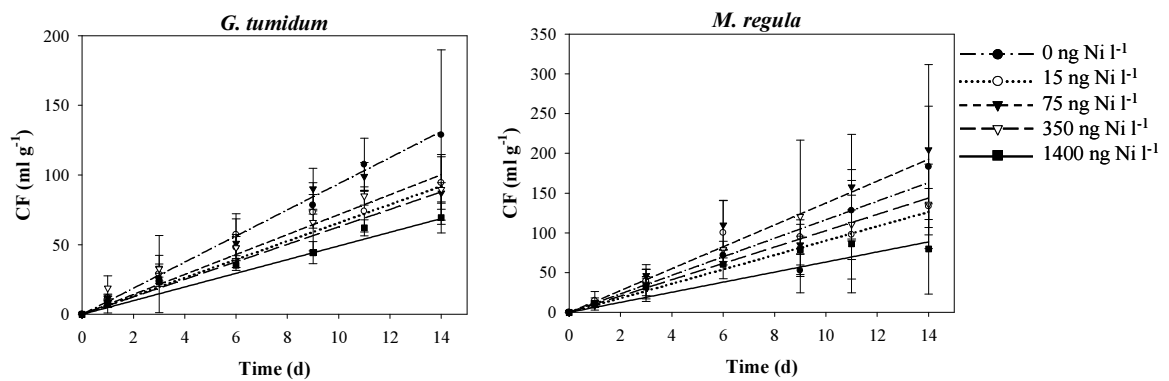 G. tumidum
M. regula
200
150
100
50
0
CF (ml g⁻¹)
0 2 4 6 8 10 12 14
Time (d)
350
300
250
200
150
100
50
0
CF (ml g⁻¹)
0 2 4 6 8 10 12 14
Time (d)
0 ng Ni l⁻¹
15 ng Ni l⁻¹
75 ng Ni l⁻¹
350 ng Ni l⁻¹
1400 ng Ni l⁻¹